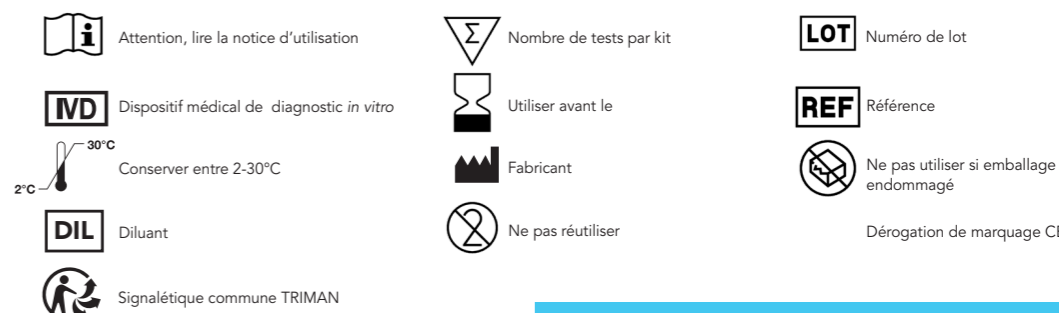 i Attention, lire la notice d'utilisation
Σ Nombre de tests par kit
LOT Numéro de lot
IVD Dispositif médical de diagnostic in vitro
Utiliser avant le
REF Référence
30°C
2°C
Conserver entre 2-30°C
Fabricant
Ne pas utiliser si emballage
endommagé
DIL Diluant
2 Ne pas réutiliser
Dérogation de marquage CE
Signalétique commune TRIMAN